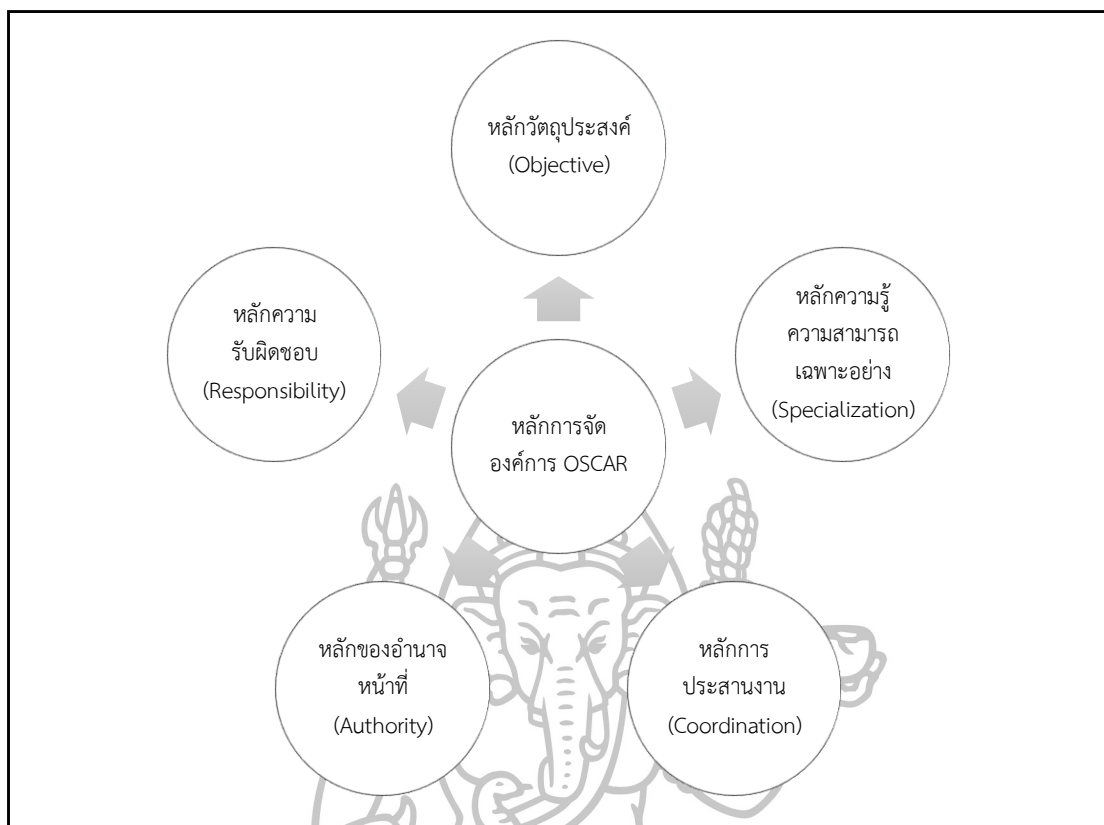 หลักวัตถุประสงค์
(Objective)
หลักความรู้
ความสามารถ
เฉพาะอย่าง
(Specialization)
หลักการ
ประสานงาน
(Coordination)
หลักของอำนาจ
หน้าที่
(Authority)
หลักความ
รับผิดชอบ
(Responsibility)
หลักการจัด
องค์การ OSCAR